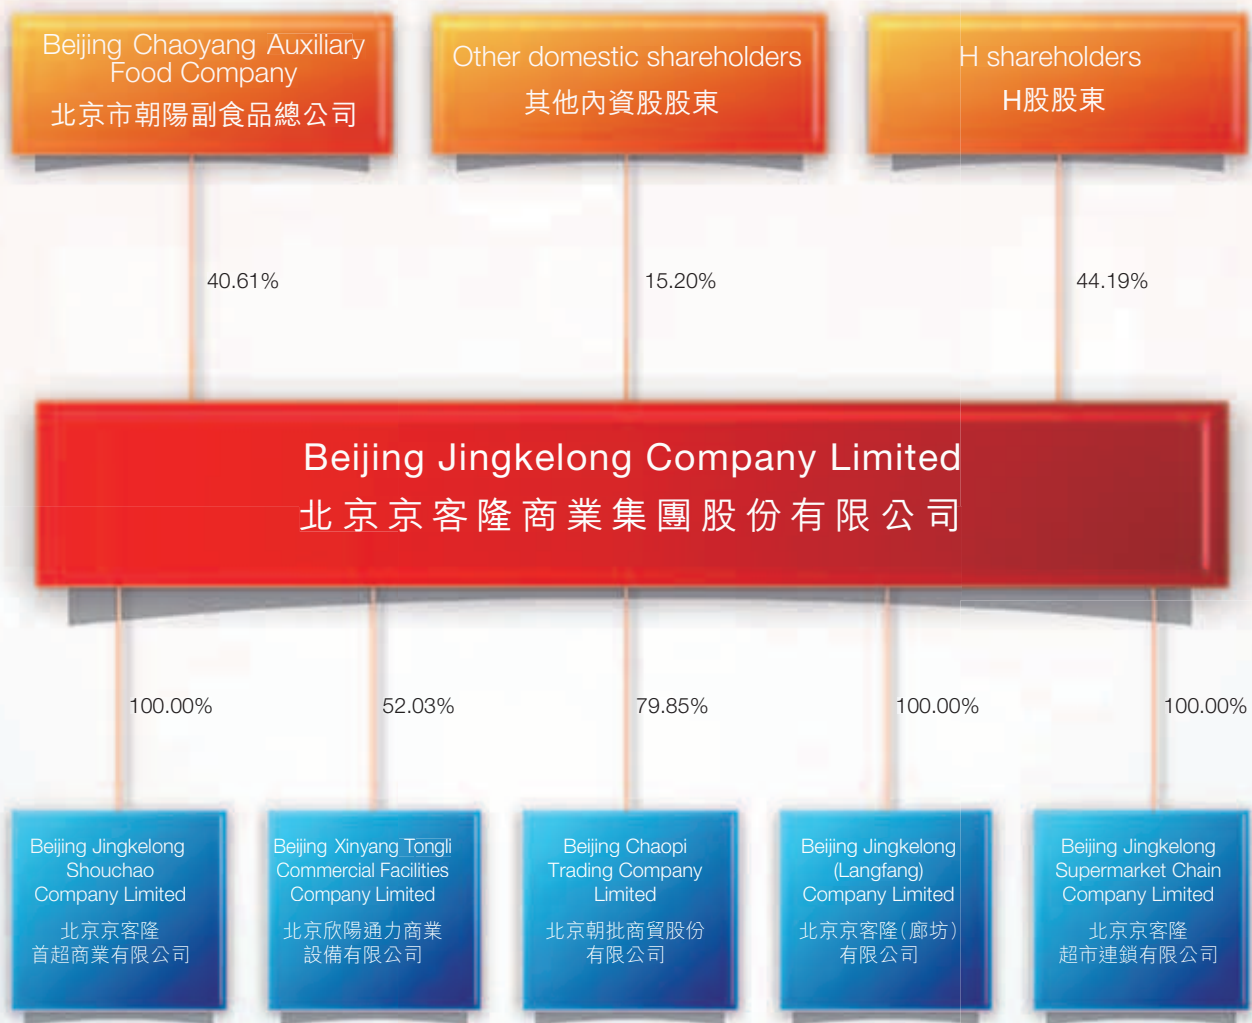 Beijing Chaoyang Auxiliary
Food Company
北京市朝陽副食品總公司
Other domestic shareholders
其他內資股股東
H shareholders
H股股東
40.61%
15.20%
44.19%
Beijing Jingkelong Company Limited
北京京客隆商業集團股份有限公司
100.00%
52.03%
79.85%
100.00%
100.00%
Beijing Jingkelong
Shouchao
Company Limited
北京京客隆
首超商業有限公司
Beijing Xinyang Tongli
Commercial Facilities
Company Limited
北京欣陽通力商業
設備有限公司
Beijing Chaopi
Trading Company
Limited
北京朝批商貿股份
有限公司
Beijing Jingkelong
(Langfang)
Company Limited
北京京客隆(廊坊)
有限公司
Beijing Jingkelong
Supermarket Chain
Company Limited
北京京客隆
超市連鎖有限公司